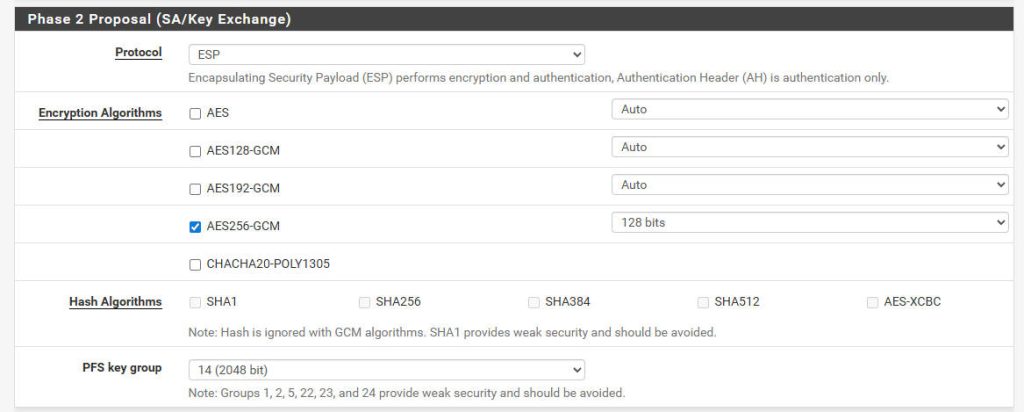 Phase 2 Proposal (SA/Key Exchange)
Protocol
ESP
Encapsulating Security Payload (ESP) performs encryption and authentication, Authentication Header (AH) is authentication only.
Encryption Algorithms
AES
Auto
AES128-GCM
Auto
AES192-GCM
Auto
AES256-GCM
128 bits
CHACHA20-POLY1305
Hash Algorithms
SHA1
SHA256
SHA384
SHA512
AES-XCBC
Note: Hash is ignored with GCM algorithms. SHA1 provides weak security and should be avoided.
PFS key group
14 (2048 bit)
Note: Groups 1, 2, 5, 22, 23, and 24 provide weak security and should be avoided.